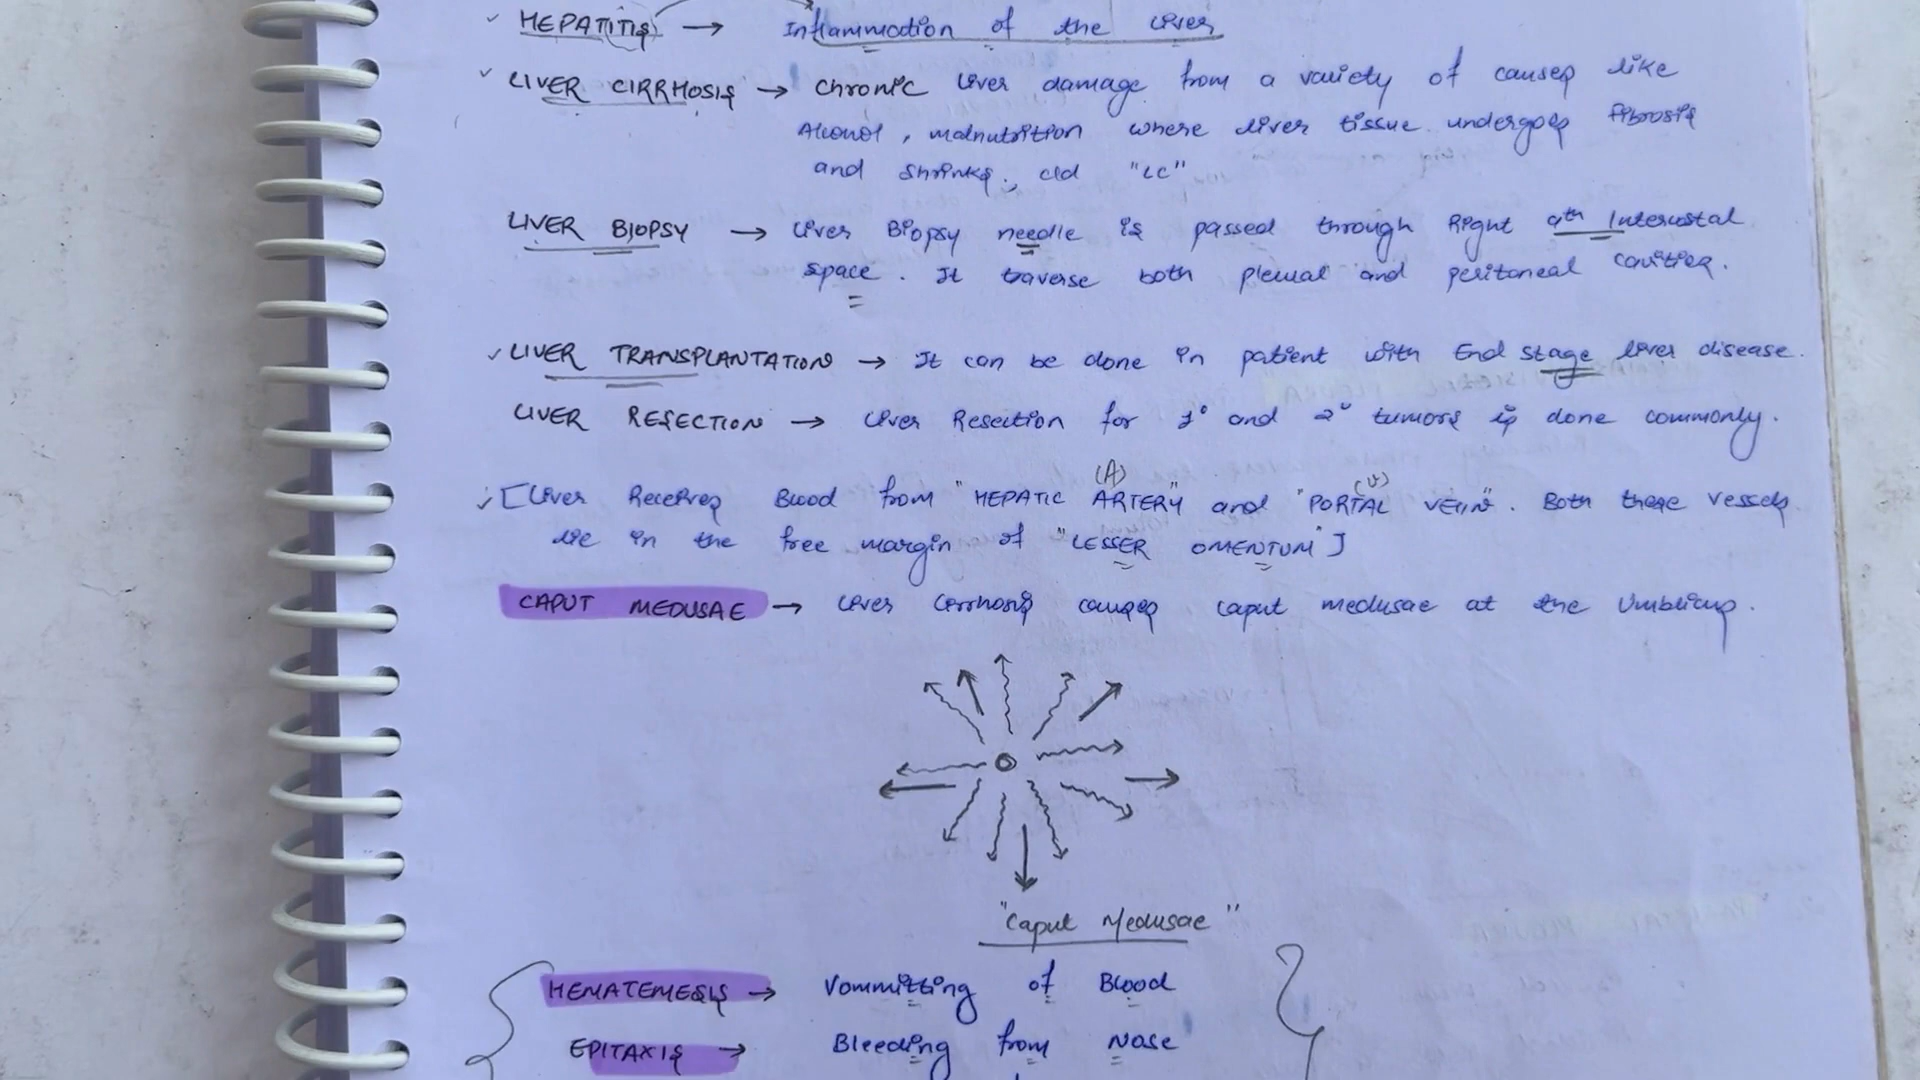 HEPATITIS → Inflammation of the liver
LIVER CIRRHOSIS → Chronic liver damage from a variety of causes like
Alcohol, malnutrition where liver tissue undergoes fibrosis
and shrinks, cld "LC"
LIVER BIOPSY → Liver Biopsy needle is passed through Right 9th Intercostal
space. It traverse both pleural and peritoneal cavities.
LIVER TRANSPLANTATION → It can be done in patient with End stage liver disease.
LIVER RESECTION → Liver Resection for 1° and 2° tumors is done commonly.
(A) (V)
[Liver Receives Blood from "HEPATIC ARTERY" and "PORTAL VEIN". Both these vessels
lie in the free margin of "LESSER OMENTUM"]
CAPUT MEDUSAE → Liver Cirrhosis causes caput medusae at the Umblicus.
"Caput Medusae"
HEMATEMESIS → Vommitting of Blood
EPITAXIS → Bleeding from Nose